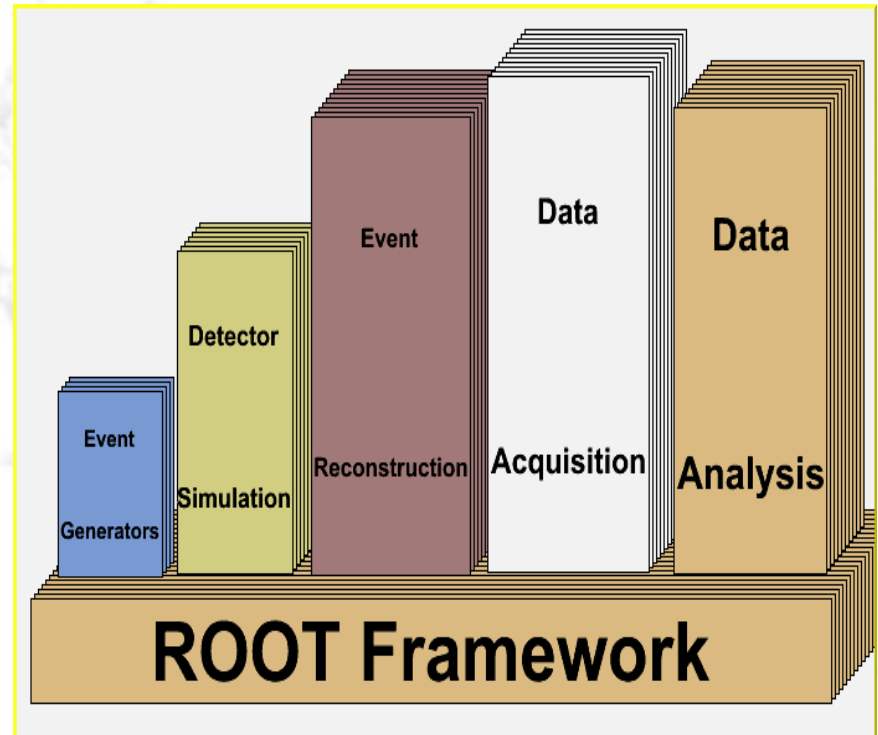 Event
Generators
Detector
Simulation
Event
Reconstruction
Data
Acquisition
Data
Analysis
ROOT Framework